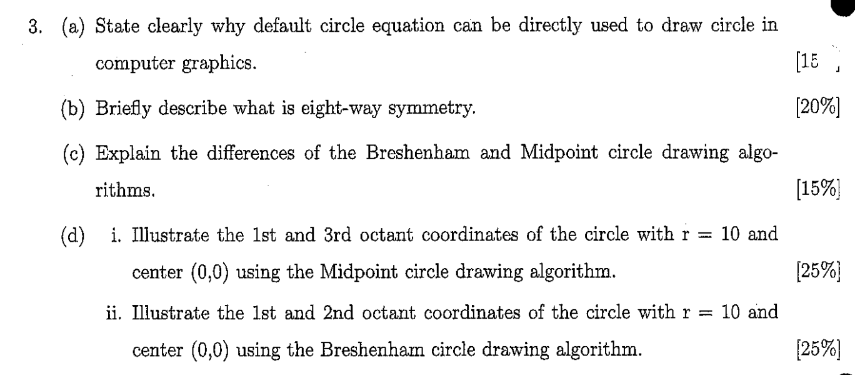 3. (a) State clearly why default circle equation can be directly used to draw circle in
computer graphics. [15
(b) Briefly describe what is eight-way symmetry. [20%]
(c) Explain the differences of the Breshenham and Midpoint circle drawing algo-
rithms. [15%]
(d) i. Illustrate the 1st and 3rd octant coordinates of the circle with r = 10 and
center (0,0) using the Midpoint circle drawing algorithm. [25%]
ii. Illustrate the 1st and 2nd octant coordinates of the circle with r = 10 and
center (0,0) using the Breshenham circle drawing algorithm. [25%]